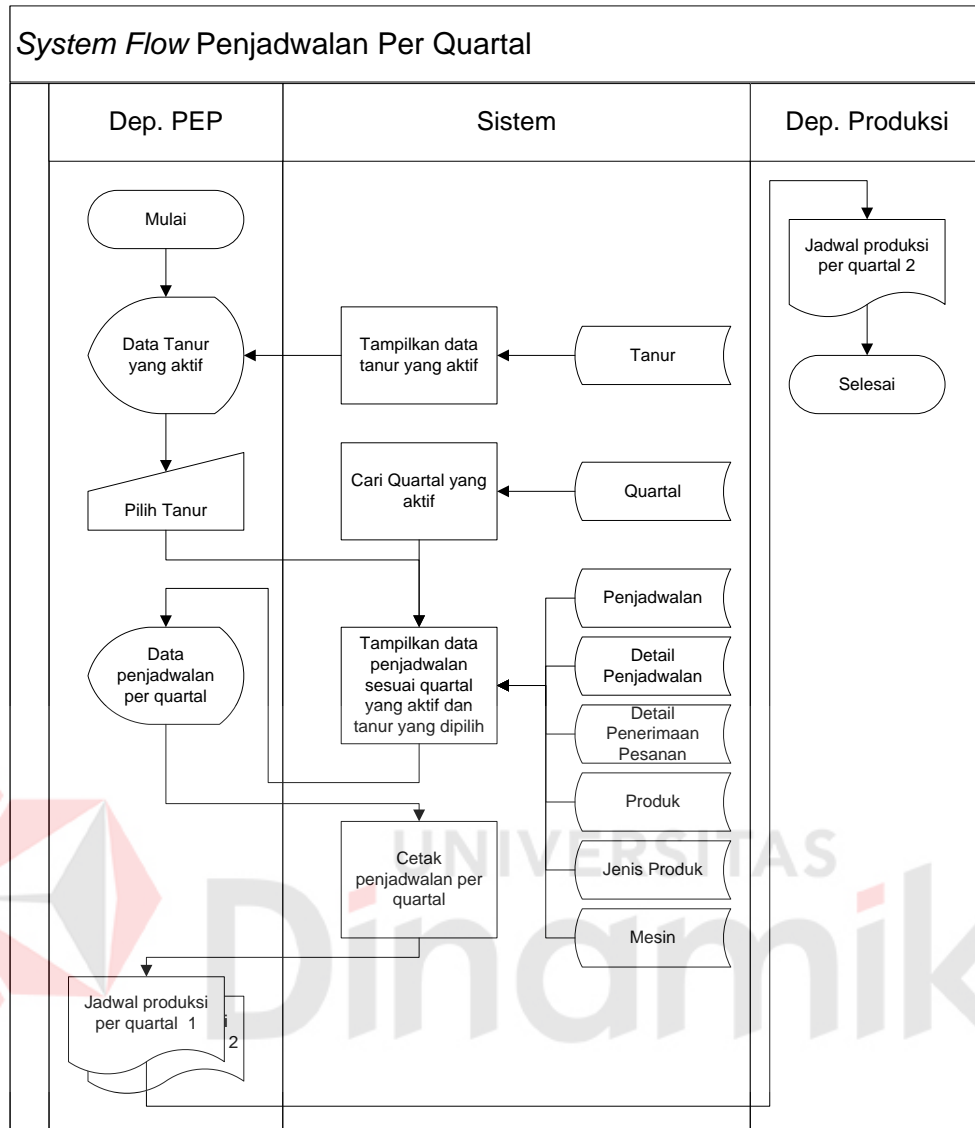 System Flow Penjadwalan Per Quartal
Dep. PEP
Sistem
Dep. Produksi
Mulai
Data Tanur
yang aktif
Tampilkan data
tanur yang aktif
Tanur
Pilih Tanur
Cari Quartal yang
aktif
Quartal
Data
penjadwalan
per quartal
Tampilkan data
penjadwalan
sesuai quartal
yang aktif dan
tanur yang dipilih
Penjadwalan
Detail
Penjadwalan
Detail
Penerimaan
Pesanan
Produk
Jenis Produk
Mesin
Cetak
penjadwalan per
quartal
Jadwal produksi
per quartal 1
i
2
Jadwal produksi
per quartal 2
Selesai
UNIVERSITAS
Dinamik